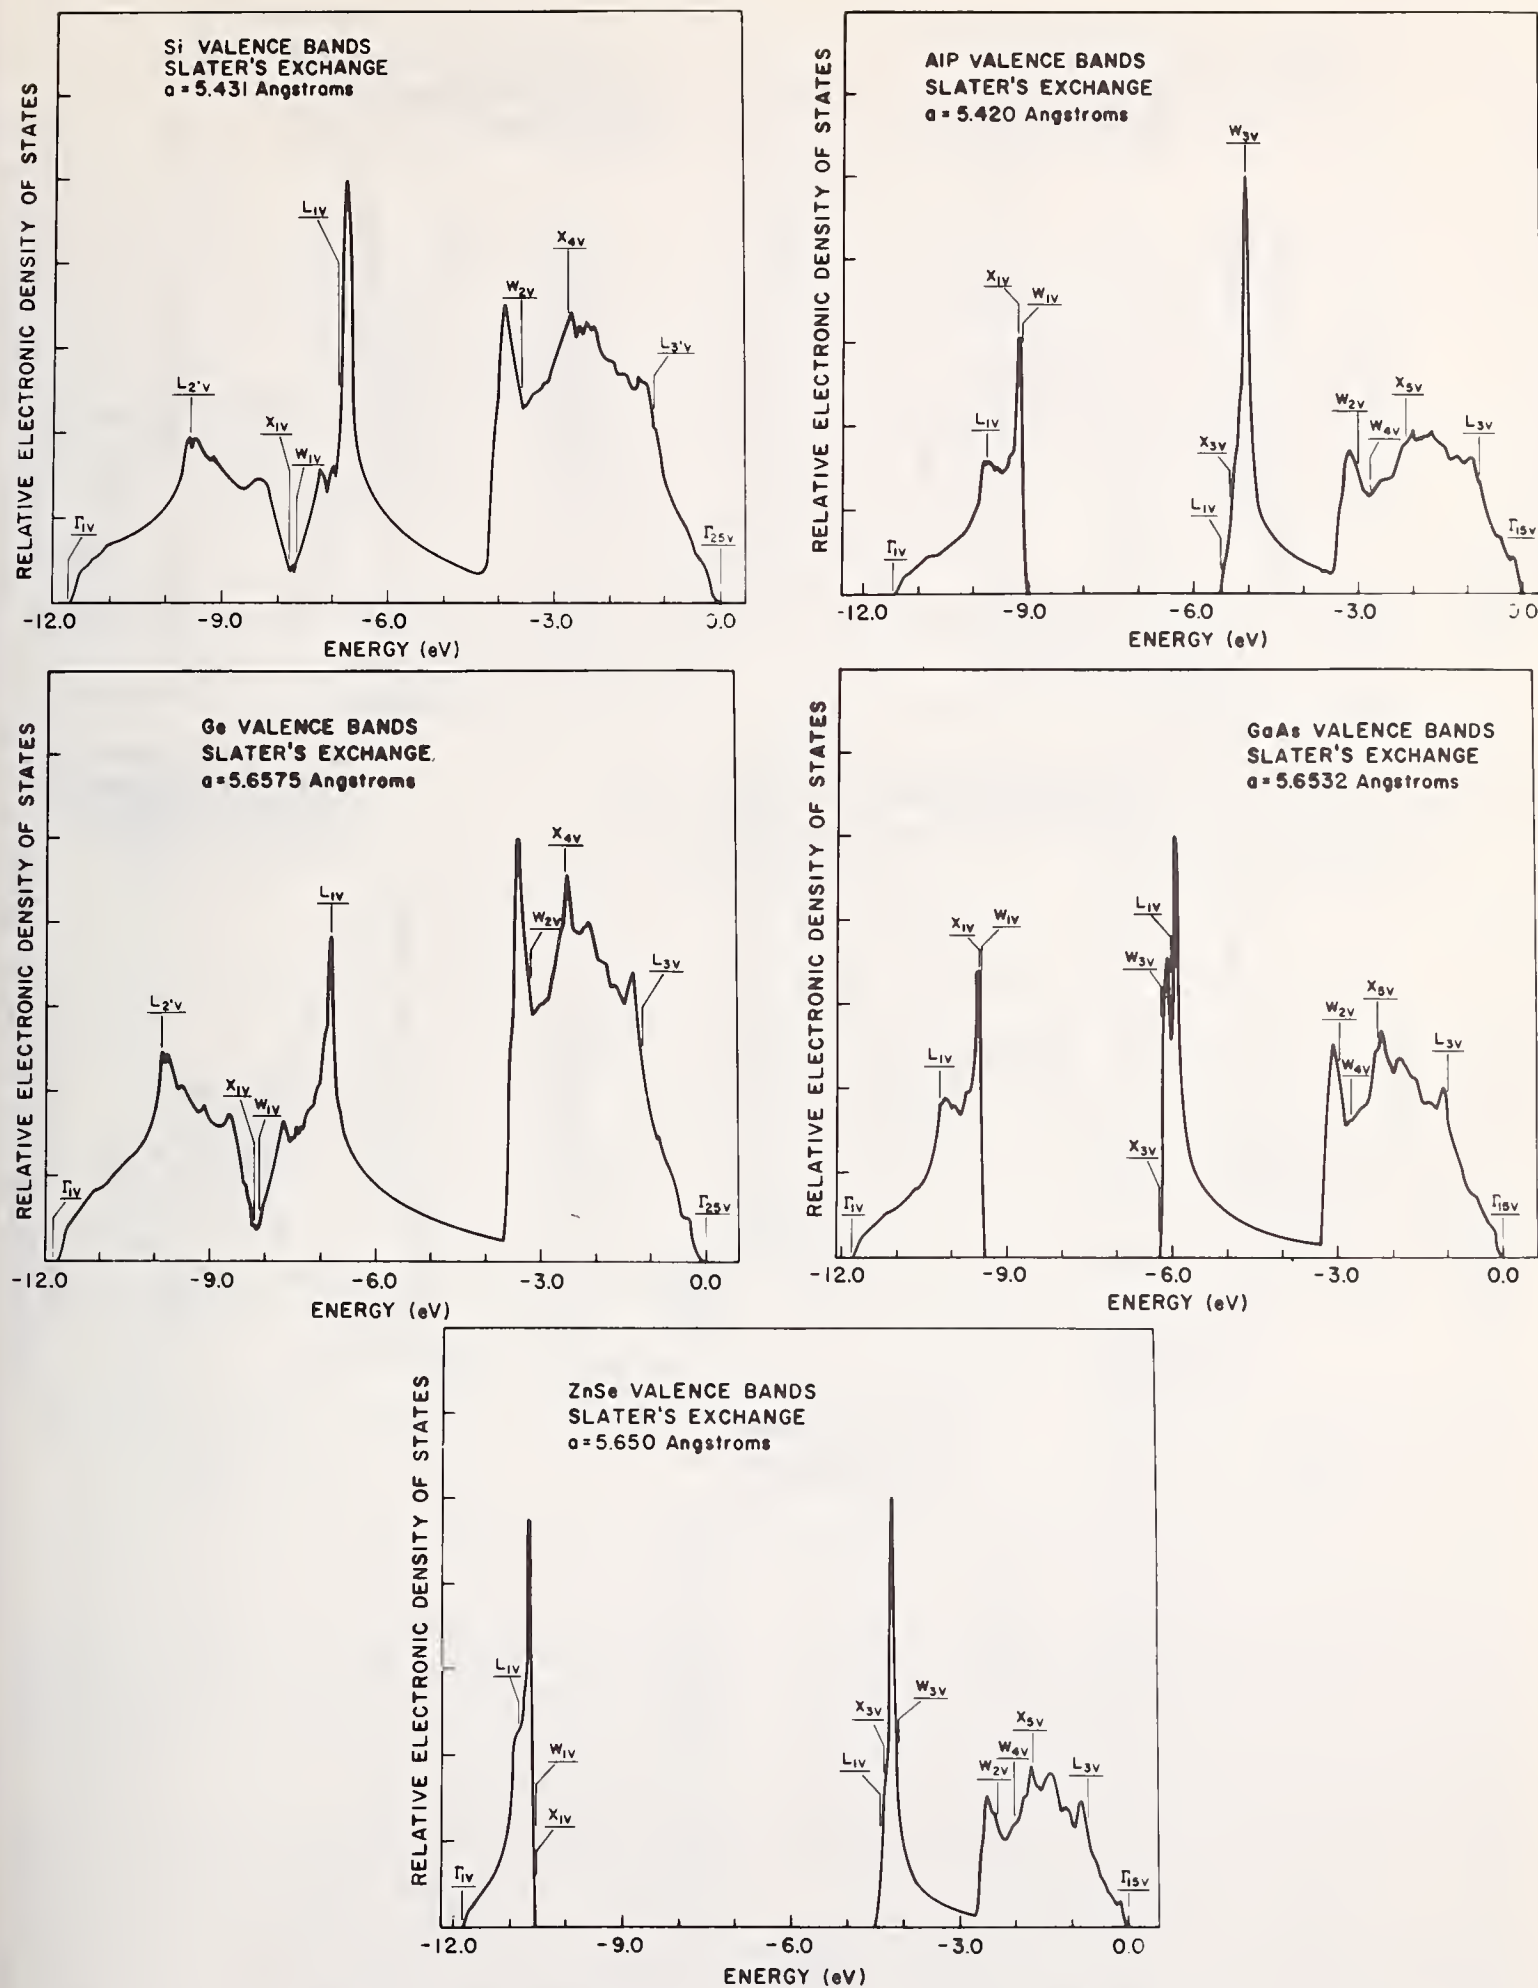 Si VALENCE BANDS
SLATER'S EXCHANGE
a = 5.431 Angstroms
RELATIVE ELECTRONIC DENSITY OF STATES
Γ1V
L2'V
X1V
W1V
L1V
W2V
X4V
L3'V
Γ25V
-12.0 -9.0 -6.0 -3.0 0.0
ENERGY (eV)
AlP VALENCE BANDS
SLATER'S EXCHANGE
a = 5.420 Angstroms
RELATIVE ELECTRONIC DENSITY OF STATES
Γ1V
L1V
X1V
W1V
L1V
X3V
W3V
W2V
W4V
X5V
L3V
Γ15V
-12.0 -9.0 -6.0 -3.0 0.0
ENERGY (eV)
Ge VALENCE BANDS
SLATER'S EXCHANGE.
a = 5.6575 Angstroms
RELATIVE ELECTRONIC DENSITY OF STATES
Γ1V
L2'V
X1V
W1V
L1V
W2V
X4V
L3V
Γ25V
-12.0 -9.0 -6.0 -3.0 0.0
ENERGY (eV)
GaAs VALENCE BANDS
SLATER'S EXCHANGE
a = 5.6532 Angstroms
RELATIVE ELECTRONIC DENSITY OF STATES
Γ1V
L1V
X1V
W1V
X3V
W3V
L1V
W2V
W4V
X5V
L3V
Γ15V
-12.0 -9.0 -6.0 -3.0 0.0
ENERGY (eV)
ZnSe VALENCE BANDS
SLATER'S EXCHANGE
a = 5.650 Angstroms
RELATIVE ELECTRONIC DENSITY OF STATES
Γ1V
L1V
W1V
X1V
L1V
X3V
W3V
W2V
W4V
X5V
L3V
Γ15V
-12.0 -9.0 -6.0 -3.0 0.0
ENERGY (eV)